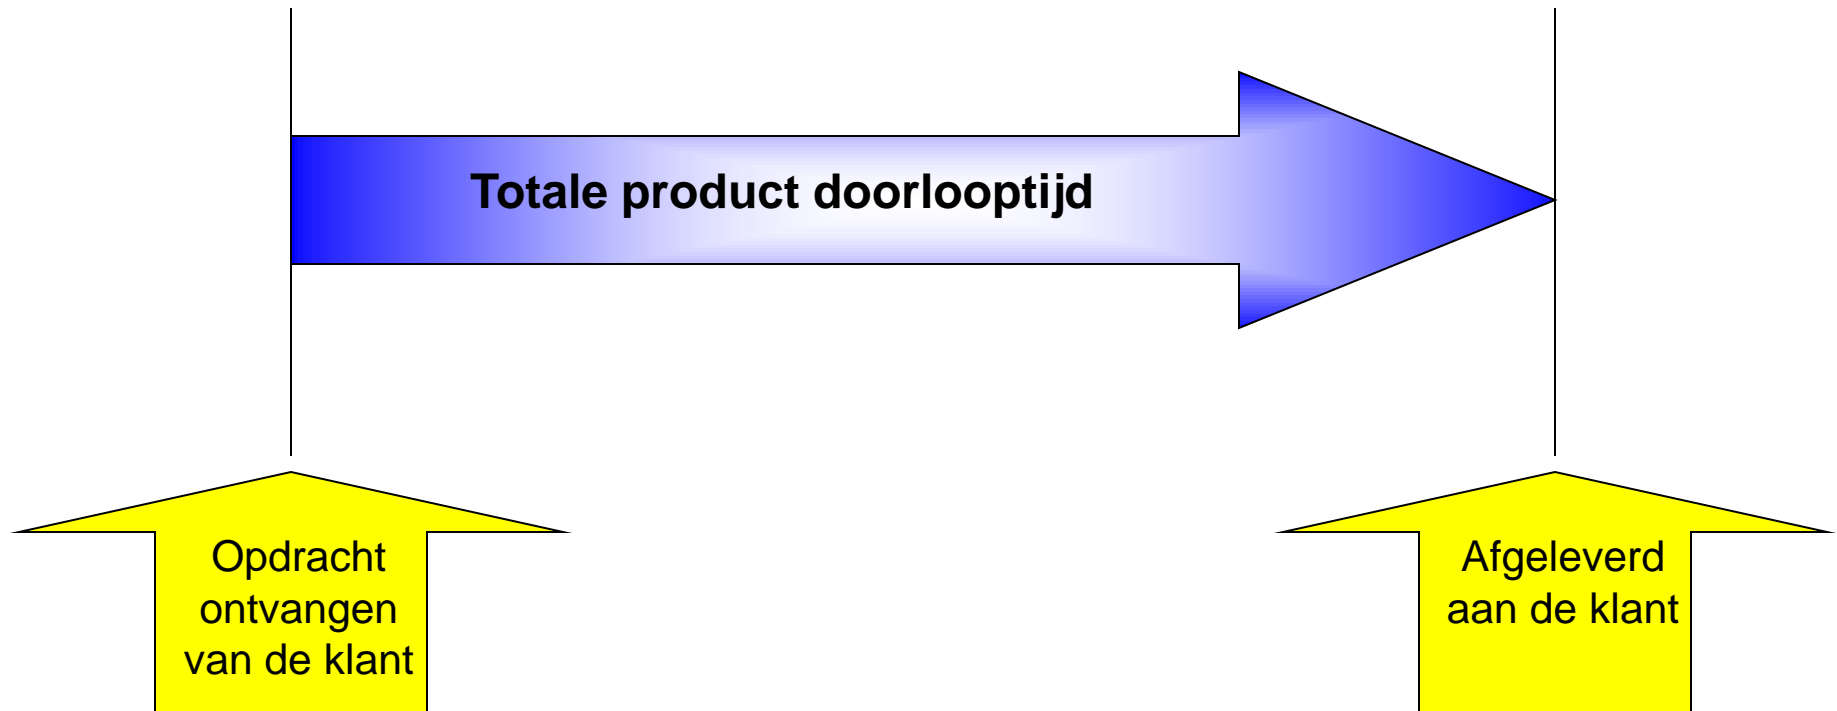 Totale product doorlooptijd
Opdracht
ontvangen
van de klant
Afgeleverd
aan de klant